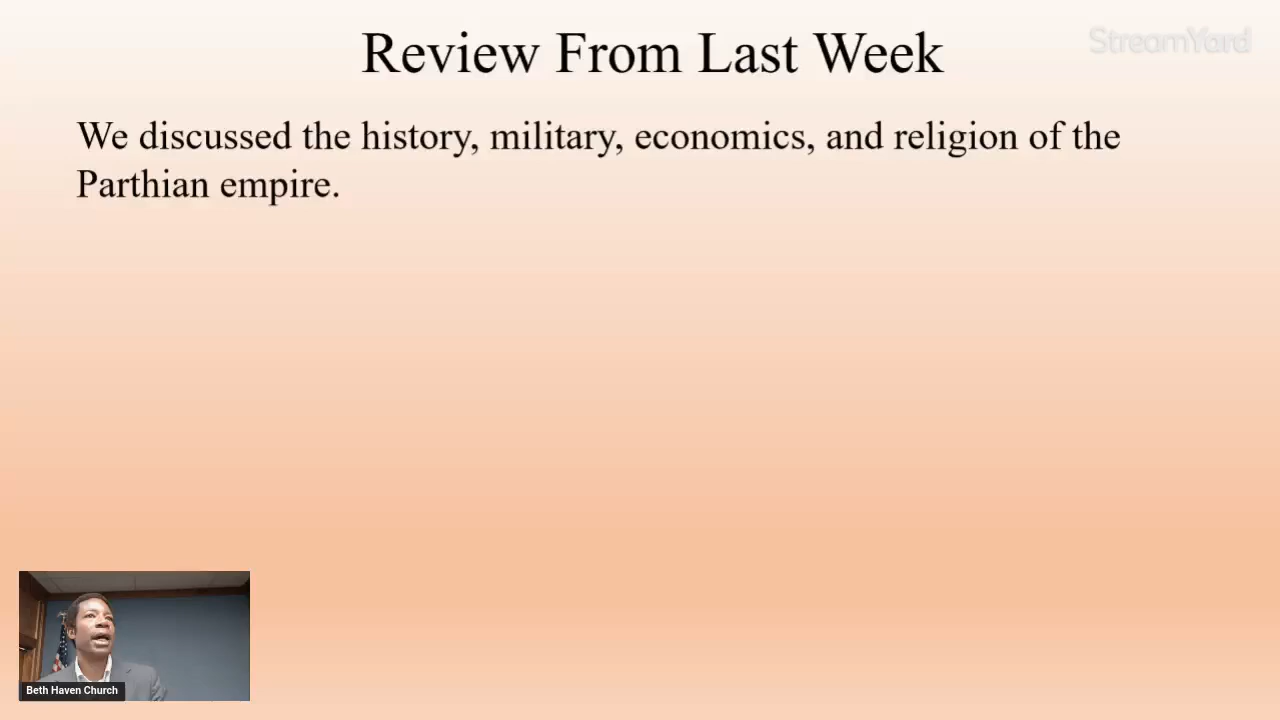 Review From Last Week
StreamYard
We discussed the history, military, economics, and religion of the
Parthian empire.
Beth Haven Church